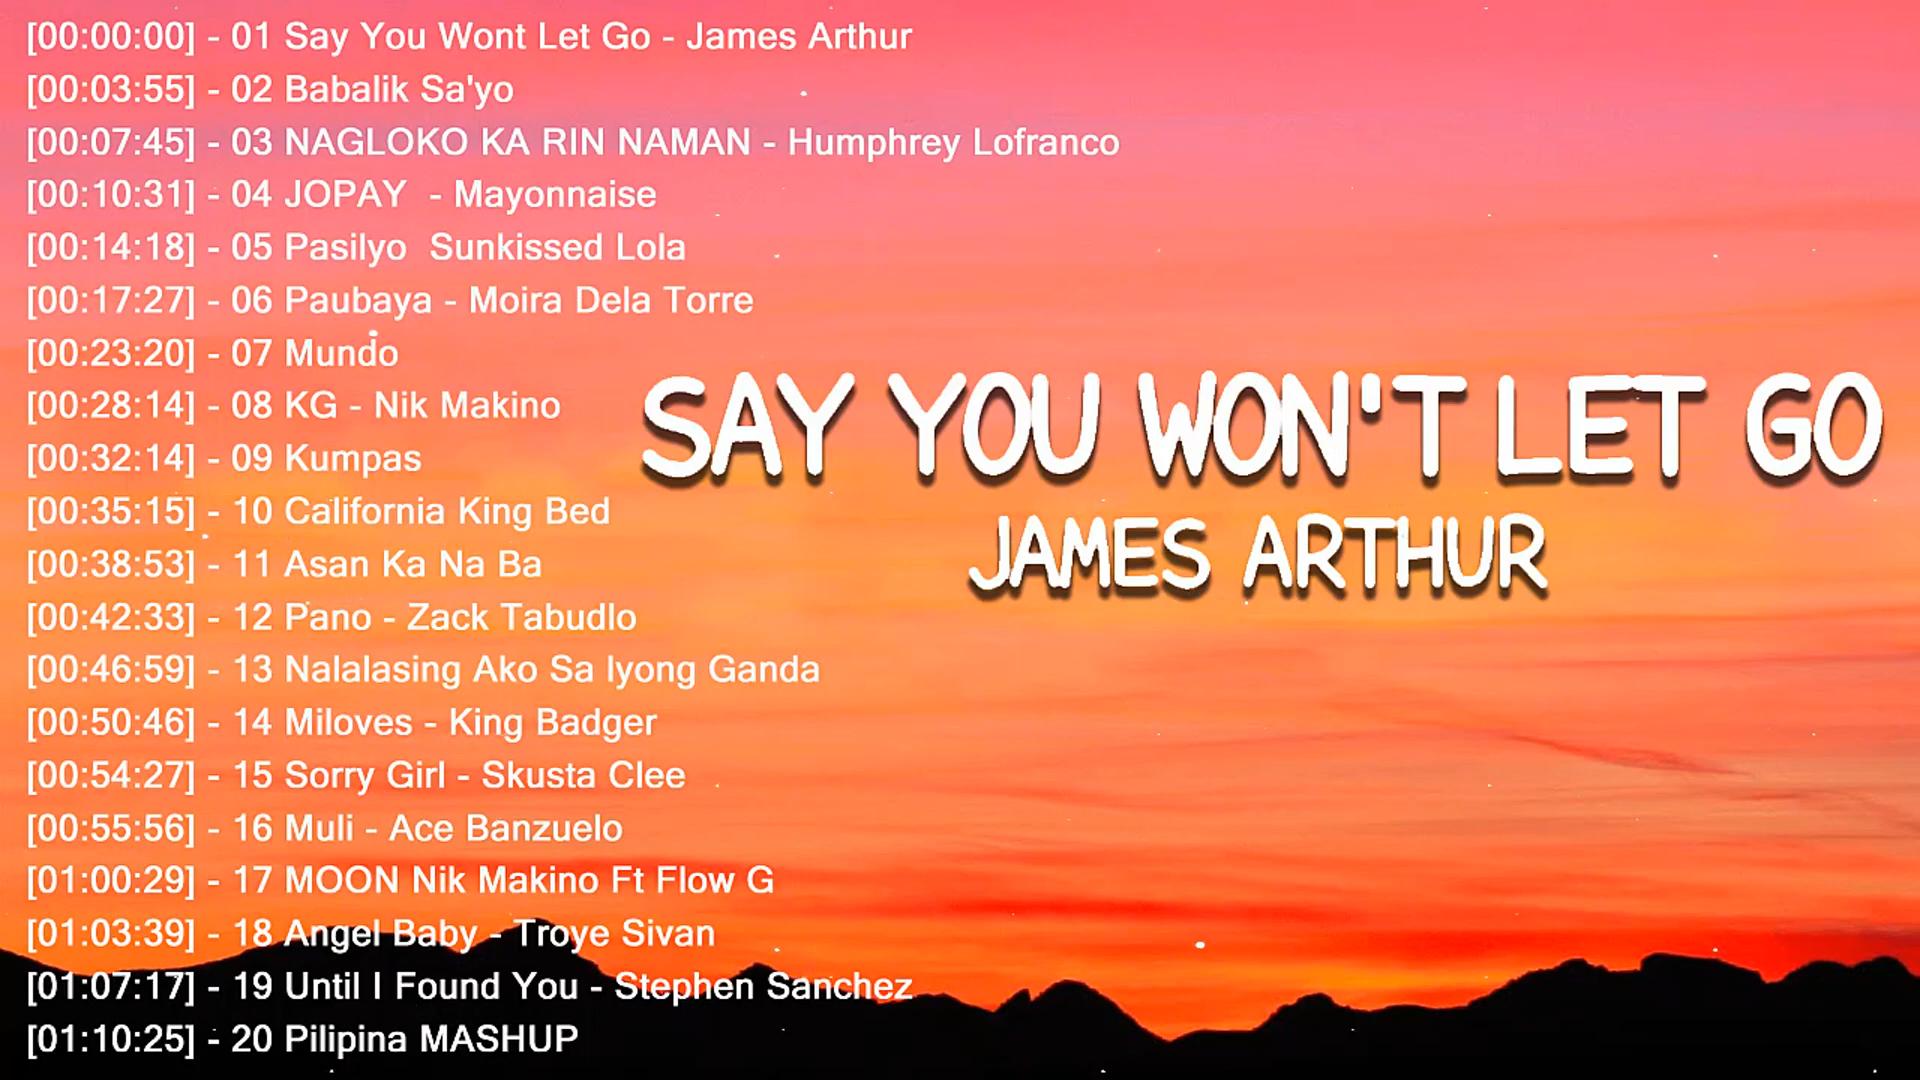 [00:00:00] - 01 Say You Wont Let Go - James Arthur
[00:03:55] - 02 Babalik Sa'yo
[00:07:45] - 03 NAGLOKO KA RIN NAMAN - Humphrey Lofranco
[00:10:31] - 04 JOPAY  - Mayonnaise
[00:14:18] - 05 Pasilyo  Sunkissed Lola
[00:17:27] - 06 Paubaya - Moira Dela Torre
[00:23:20] - 07 Mundo
[00:28:14] - 08 KG - Nik Makino
[00:32:14] - 09 Kumpas
[00:35:15] - 10 California King Bed
[00:38:53] - 11 Asan Ka Na Ba
[00:42:33] - 12 Pano - Zack Tabudlo
[00:46:59] - 13 Nalalasing Ako Sa Iyong Ganda
[00:50:46] - 14 Miloves - King Badger
[00:54:27] - 15 Sorry Girl - Skusta Clee
[00:55:56] - 16 Muli - Ace Banzuelo
[01:00:29] - 17 MOON Nik Makino Ft Flow G
[01:03:39] - 18 Angel Baby - Troye Sivan
[01:07:17] - 19 Until I Found You - Stephen Sanchez
[01:10:25] - 20 Pilipina MASHUP
SAY YOU WON'T LET GO
JAMES ARTHUR